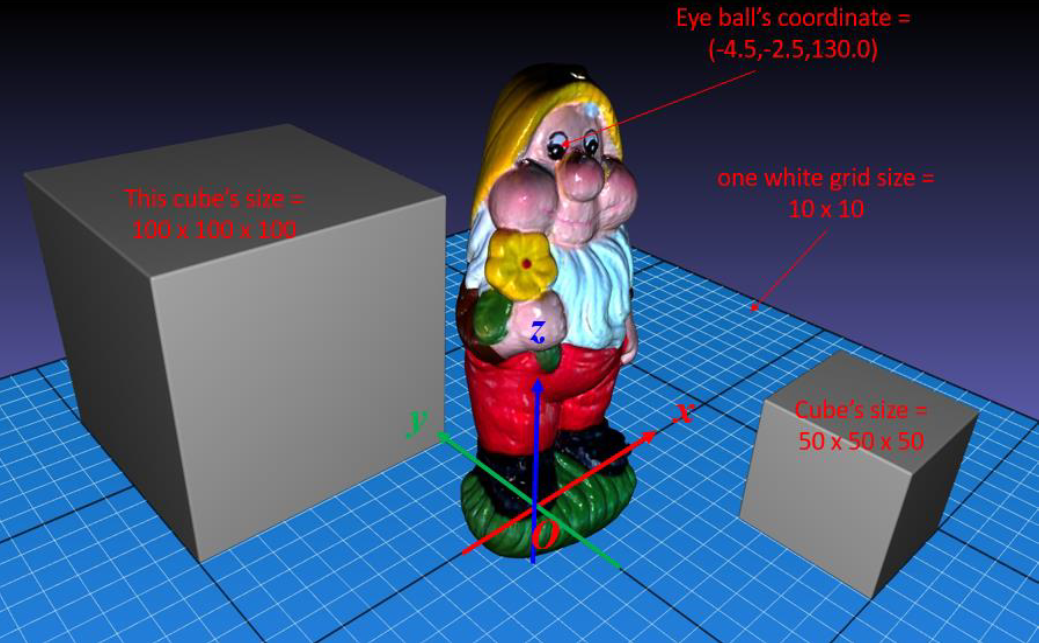 Eye ball's coordinate =
(-4.5,-2.5,130.0)
one white grid size =
10 x 10
This cube's size =
100 x 100 x 100
z
y
x
Cube's size =
50 x 50 x 50
O